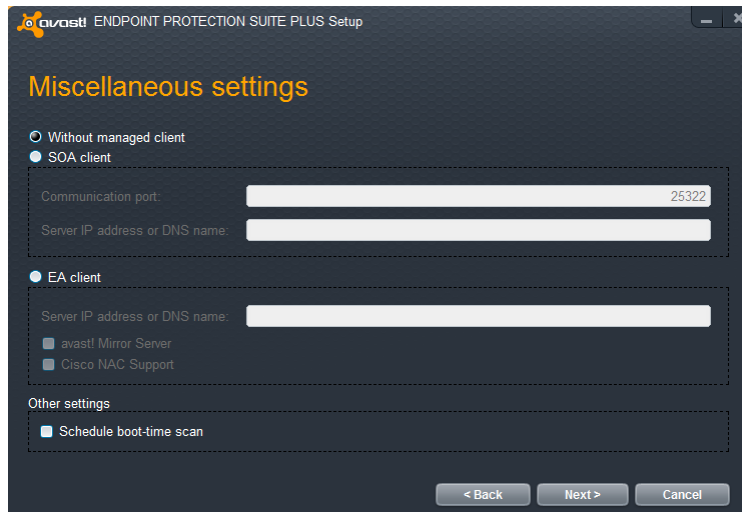 avast! ENDPOINT PROTECTION SUITE PLUS Setup
Miscellaneous settings
Without managed client
SOA client
Communication port: 25322
Server IP address or DNS name:
EA client
Server IP address or DNS name:
avast! Mirror Server
Cisco NAC Support
Other settings
Schedule boot-time scan
< Back Next > Cancel